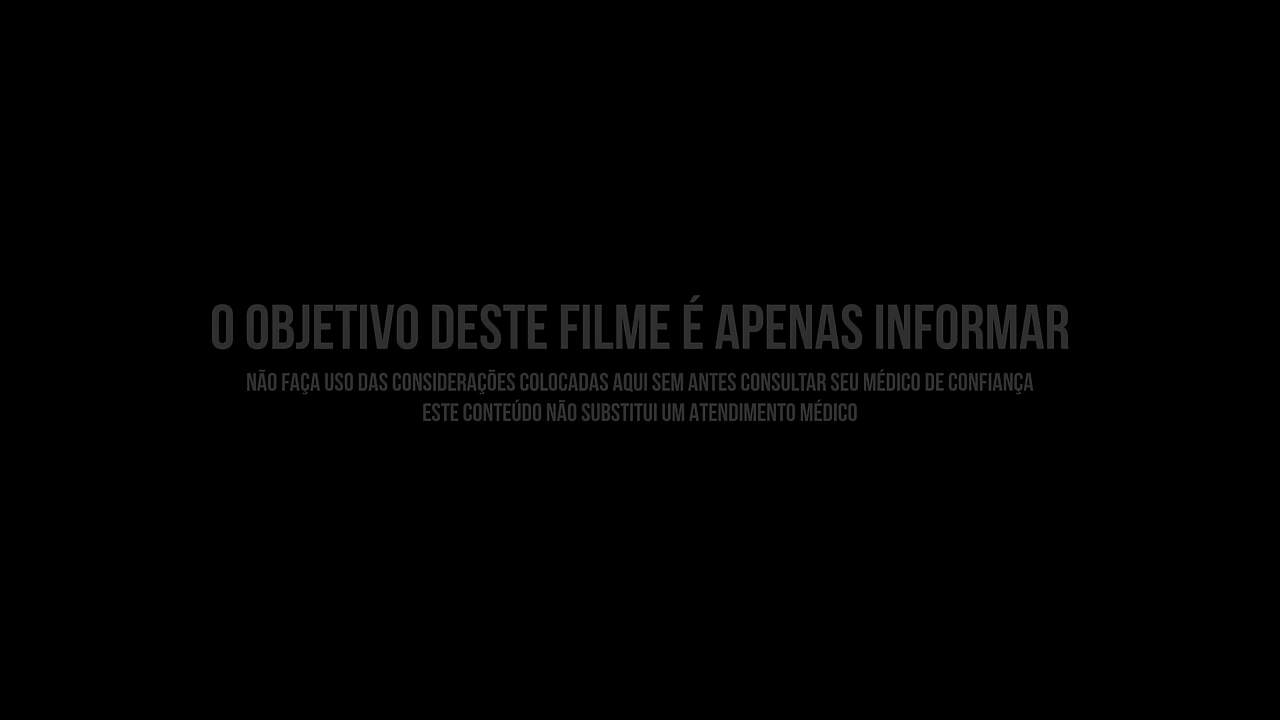 O OBJETIVO DESTE FILME É APENAS INFORMAR
NÃO FAÇA USO DAS CONSIDERAÇÕES COLOCADAS AQUI SEM ANTES CONSULTAR SEU MÉDICO DE CONFIANÇA
ESTE CONTEÚDO NÃO SUBSTITUI UM ATENDIMENTO MÉDICO